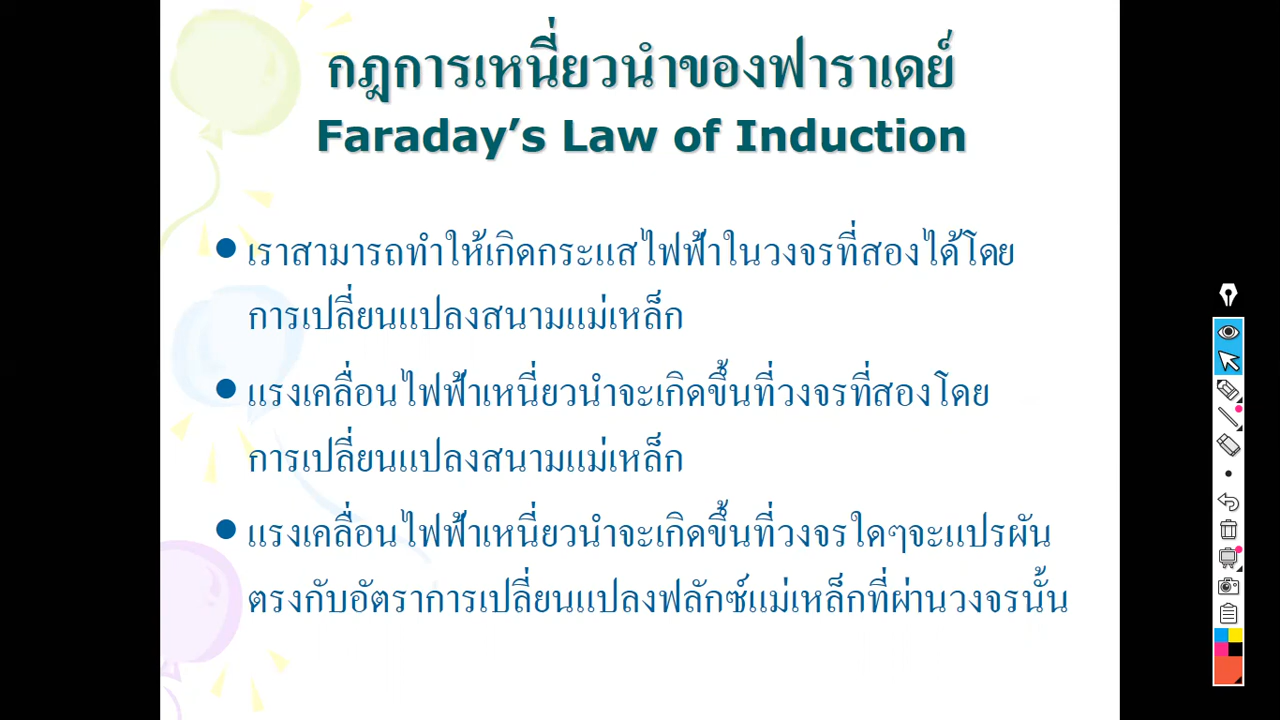 กฎการเหนี่ยวนำของฟาราเดย์
Faraday’s Law of Induction
• เราสามารถทำให้เกิดกระแสไฟฟ้าในวงจรที่สองได้โดย
การเปลี่ยนแปลงสนามแม่เหล็ก
• แรงเคลื่อนไฟฟ้าเหนี่ยวนำจะเกิดขึ้นที่วงจรที่สองโดย
การเปลี่ยนแปลงสนามแม่เหล็ก
• แรงเคลื่อนไฟฟ้าเหนี่ยวนำจะเกิดขึ้นที่วงจรใดๆจะแปรผัน
ตรงกับอัตราการเปลี่ยนแปลงฟลักซ์แม่เหล็กที่ผ่านวงจรนั้น